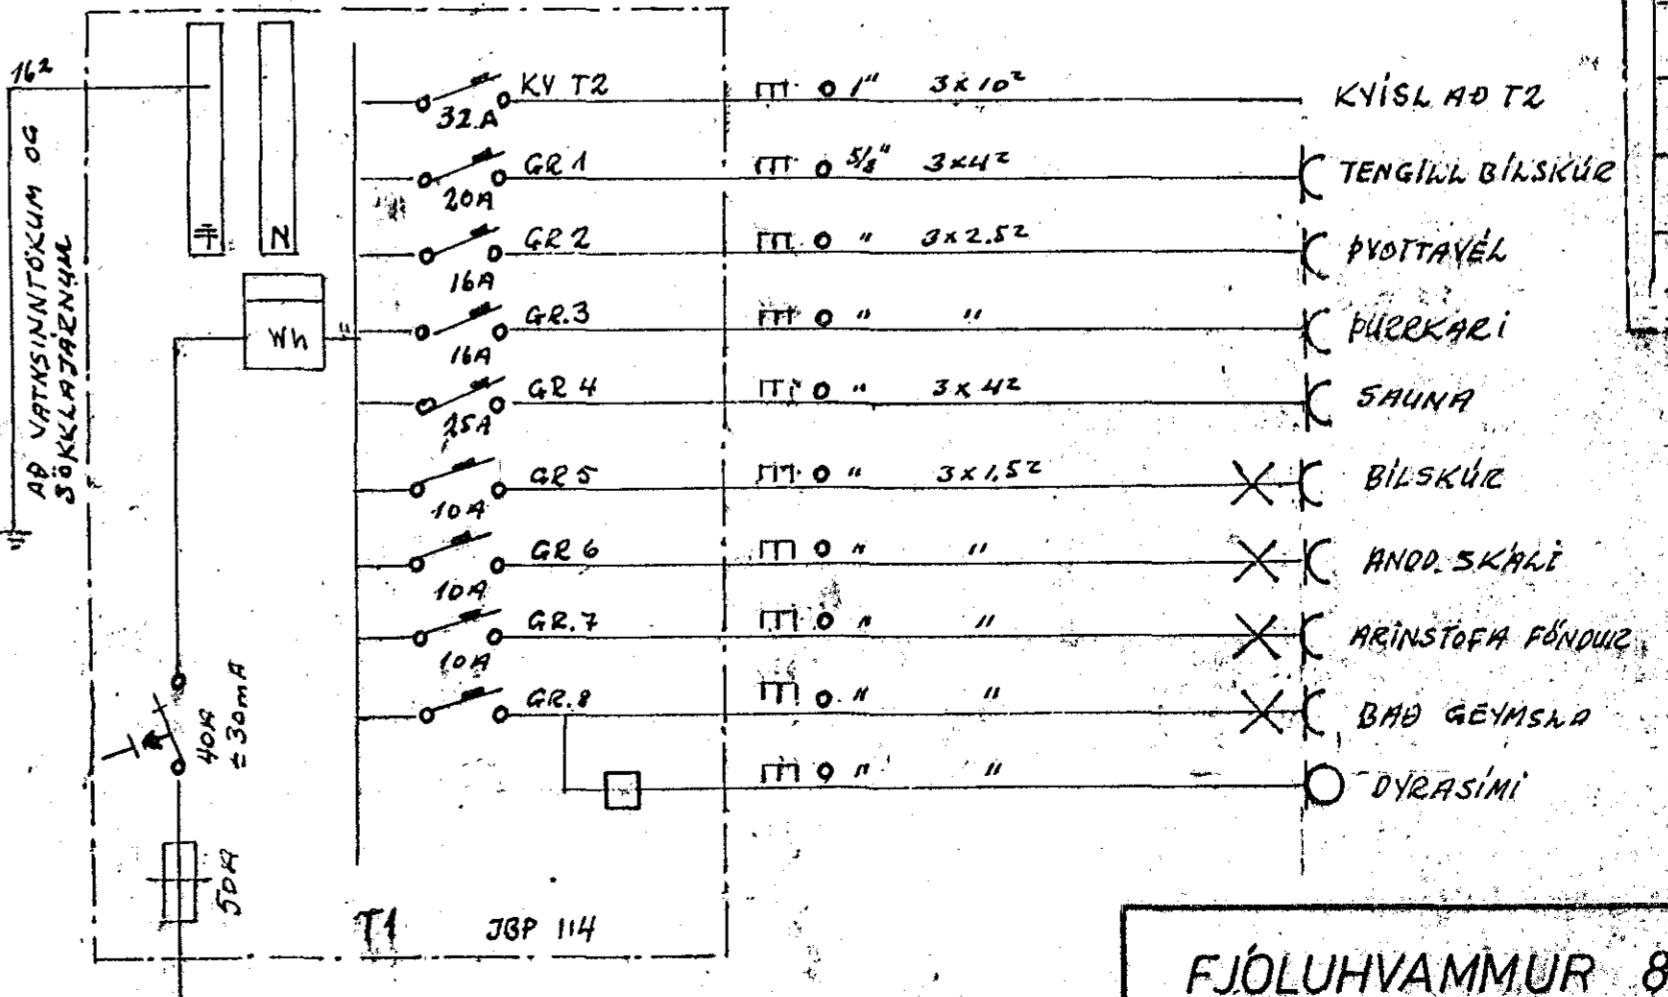 16²
AÐ VATNSINNTÖKUM OG
SÖKKLAJÁRNUM
N
Wh
40A
± 30mA
50A
KV T2 1" 3x10² KVÍSL AÐ T2
32A
GR 1 5/8" 3x4² TENGILL BÍLSKÚR
20A
GR 2 " 3x2.5² ÞVOTTAVÉL
16A
GR.3 " " ÞURRKARI
16A
GR 4 " 3x4² SAUNA
25A
GR 5 " 3x1.5² BÍLSKÚR
10A
GR 6 " " ANDD. SKÁLI
10A
GR.7 " " ARINSTOFA FÖNDUR
10A
GR.8 " " BAÐ GEYMSLA
" " DYRASÍMI
T1 JBP 114
FJÓLUHVAMMUR 8